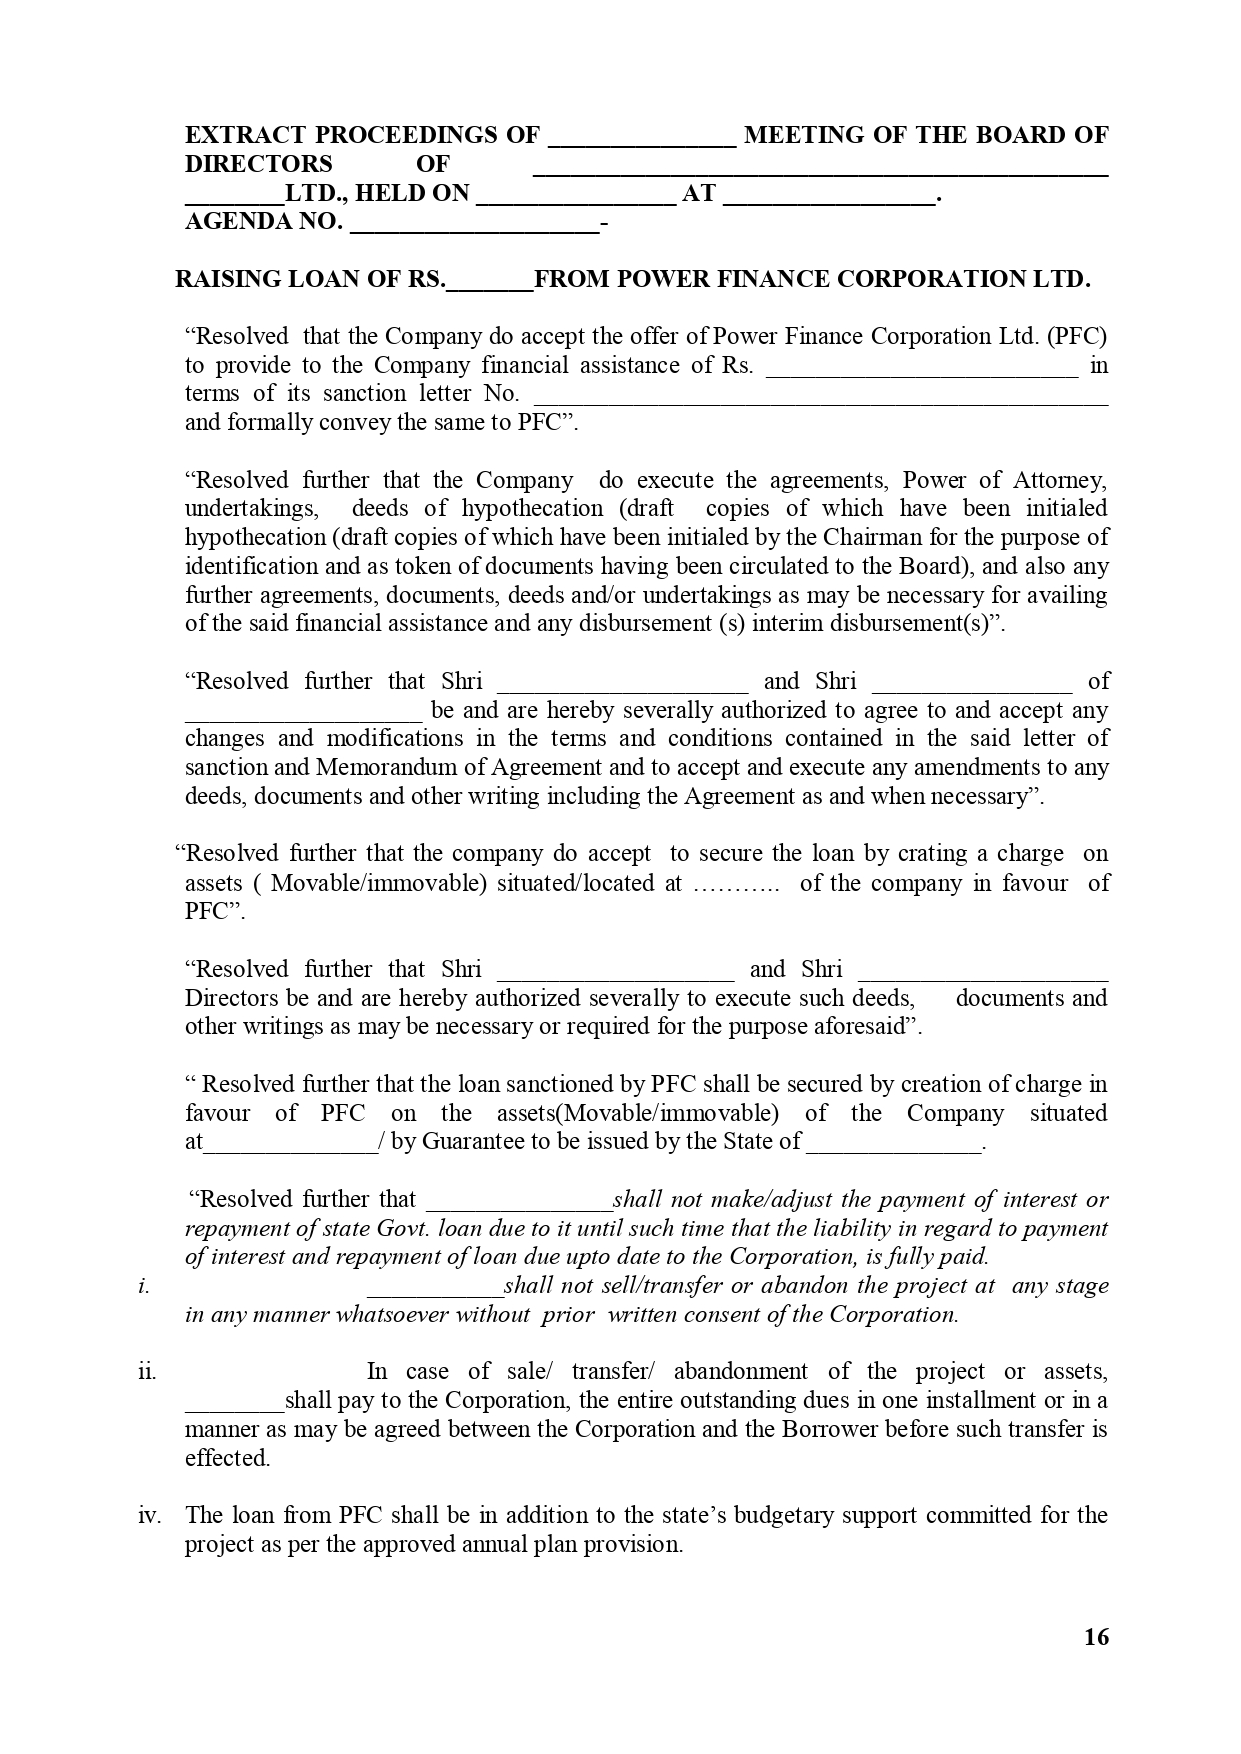 EXTRACT PROCEEDINGS OF _______________ MEETING OF THE BOARD OF
DIRECTORS OF ______________________________________________
________LTD., HELD ON ________________ AT _________________.
AGENDA NO. ____________________-
RAISING LOAN OF RS._______FROM POWER FINANCE CORPORATION LTD.
“Resolved that the Company do accept the offer of Power Finance Corporation Ltd. (PFC)
to provide to the Company financial assistance of Rs. _________________________ in
terms of its sanction letter No. ______________________________________________
and formally convey the same to PFC”.
“Resolved further that the Company do execute the agreements, Power of Attorney,
undertakings, deeds of hypothecation (draft copies of which have been initialed
hypothecation (draft copies of which have been initialed by the Chairman for the purpose of
identification and as token of documents having been circulated to the Board), and also any
further agreements, documents, deeds and/or undertakings as may be necessary for availing
of the said financial assistance and any disbursement (s) interim disbursement(s)”.
“Resolved further that Shri ____________________ and Shri ________________ of
___________________ be and are hereby severally authorized to agree to and accept any
changes and modifications in the terms and conditions contained in the said letter of
sanction and Memorandum of Agreement and to accept and execute any amendments to any
deeds, documents and other writing including the Agreement as and when necessary”.
“Resolved further that the company do accept to secure the loan by crating a charge on
assets ( Movable/immovable) situated/located at ……….. of the company in favour of
PFC”.
“Resolved further that Shri ___________________ and Shri ____________________
Directors be and are hereby authorized severally to execute such deeds, documents and
other writings as may be necessary or required for the purpose aforesaid”.
“ Resolved further that the loan sanctioned by PFC shall be secured by creation of charge in
favour of PFC on the assets(Movable/immovable) of the Company situated
at______________/ by Guarantee to be issued by the State of ______________.
“Resolved further that _______________shall not make/adjust the payment of interest or
repayment of state Govt. loan due to it until such time that the liability in regard to payment
of interest and repayment of loan due upto date to the Corporation, is fully paid.
i. ___________shall not sell/transfer or abandon the project at any stage
in any manner whatsoever without prior written consent of the Corporation.
ii. In case of sale/ transfer/ abandonment of the project or assets,
________shall pay to the Corporation, the entire outstanding dues in one installment or in a
manner as may be agreed between the Corporation and the Borrower before such transfer is
effected.
iv. The loan from PFC shall be in addition to the state’s budgetary support committed for the
project as per the approved annual plan provision.
16